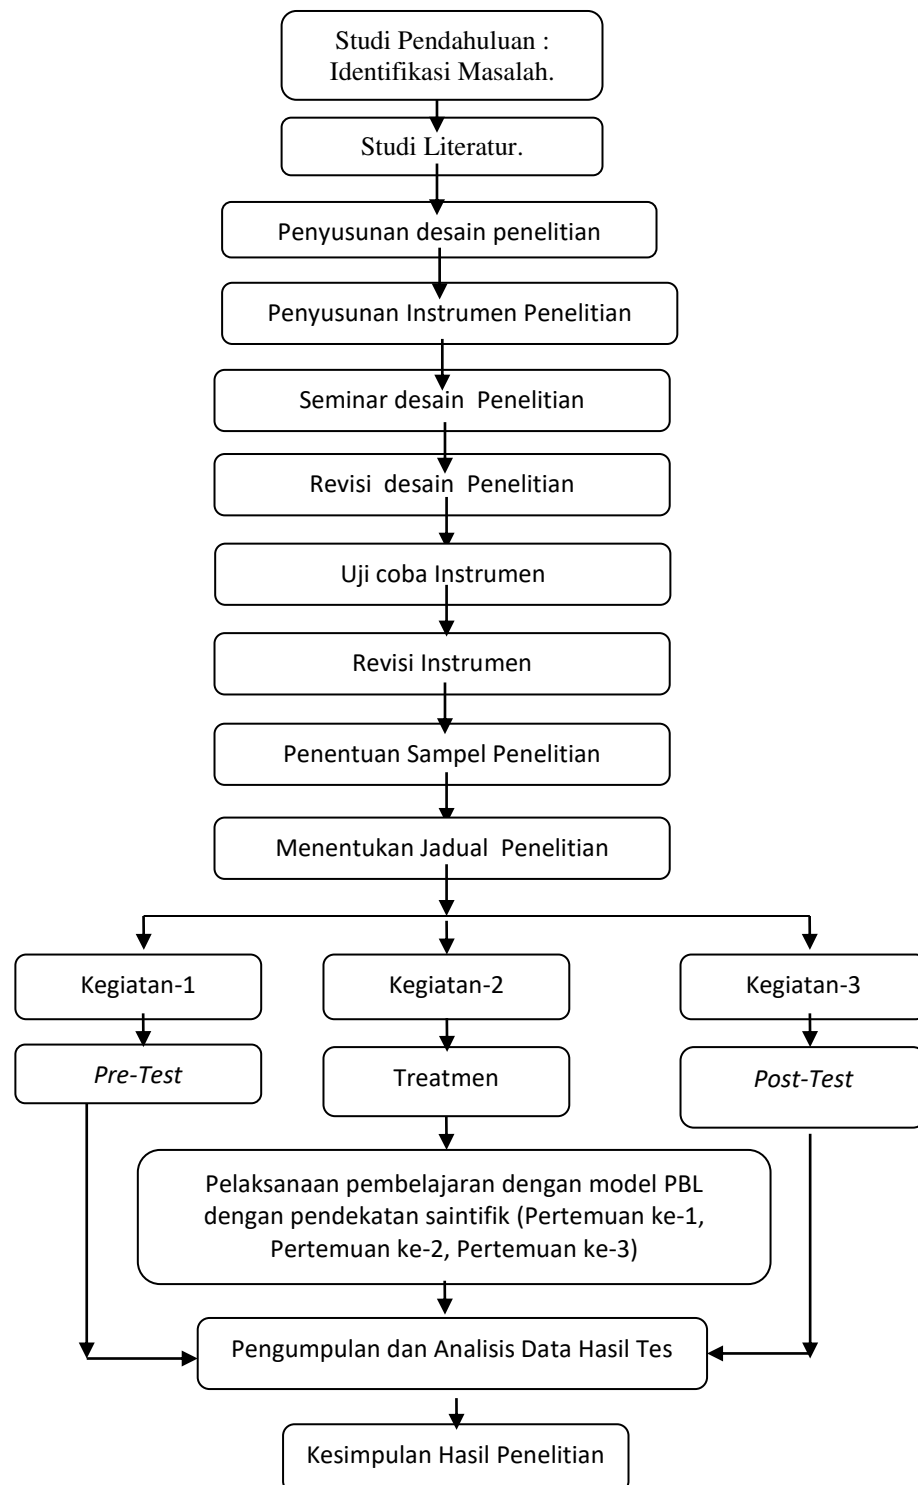 Studi Pendahuluan :
Identifikasi Masalah.
Studi Literatur.
Penyusunan desain penelitian
Penyusunan Instrumen Penelitian
Seminar desain  Penelitian
Revisi  desain  Penelitian
Uji coba Instrumen
Revisi Instrumen
Penentuan Sampel Penelitian
Menentukan Jadual  Penelitian
Kegiatan-1
Kegiatan-2
Kegiatan-3
Pre-Test
Treatmen
Post-Test
Pelaksanaan pembelajaran dengan model PBL
dengan pendekatan saintifik (Pertemuan ke-1,
Pertemuan ke-2, Pertemuan ke-3)
Pengumpulan dan Analisis Data Hasil Tes
Kesimpulan Hasil Penelitian